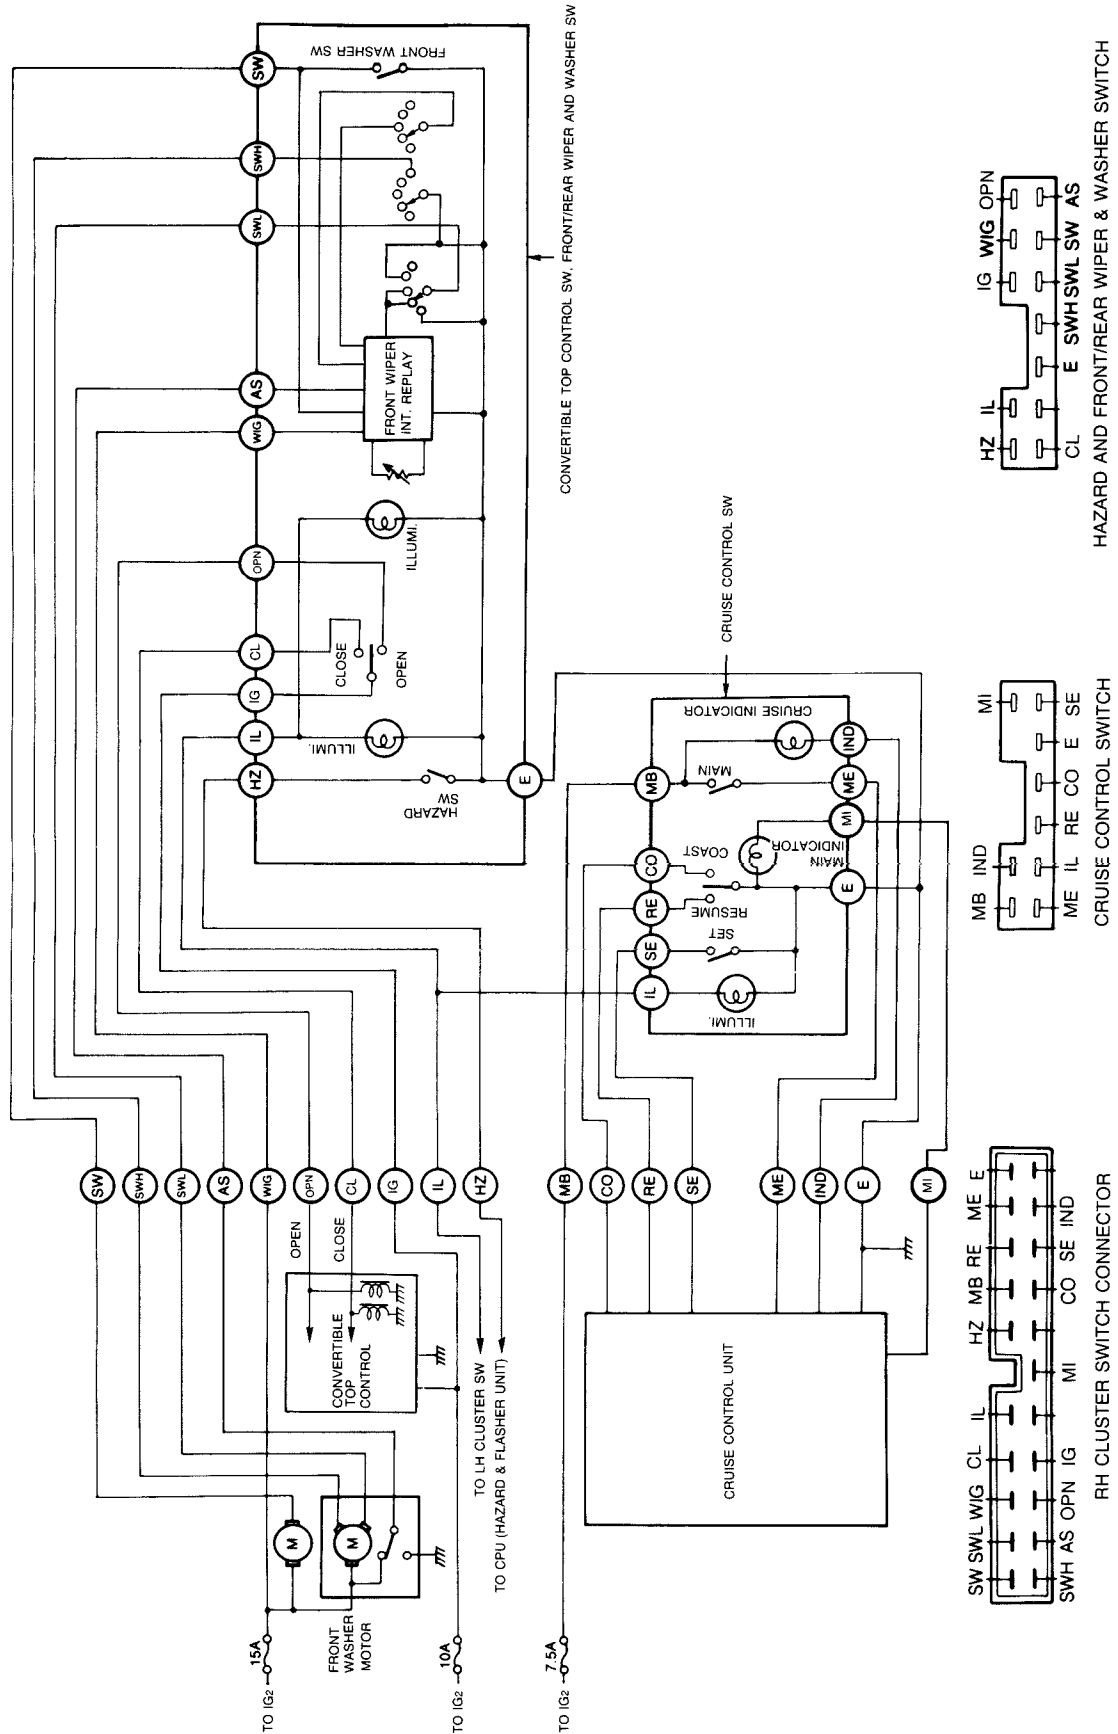 TO IG2
15A
FRONT
WASHER
MOTOR
M
M
TO IG2
10A
TO LH CLUSTER SW
TO CPU (HAZARD & FLASHER UNIT)
TO IG2
7.5A
CONVERTIBLE
TOP
CONTROL
OPEN
CLOSE
SW
SWH
SWL
AS
WIG
OPN
CL
IG
IL
HZ
MB
CO
RE
SE
ME
IND
E
MI
CRUISE CONTROL UNIT
HZ
IL
IG
CL
OPN
WIG
AS
SWL
SWH
SW
E
HAZARD
SW
ILLUMI.
CLOSE
OPEN
ILLUMI.
FRONT WIPER
INT. REPLAY
FRONT WASHER SW
CONVERTIBLE TOP CONTROL SW, FRONT/REAR WIPER AND WASHER SW
IL
SE
RE
CO
MB
E
MI
ME
IND
ILLUMI.
SET
RESUME
COAST
MAIN
INDICATOR
MAIN
CRUISE INDICATOR
CRUISE CONTROL SW
SW SWL WIG CL IL HZ MB RE ME E
SWH AS OPN IG MI CO SE IND
RH CLUSTER SWITCH CONNECTOR
MB IND MI
ME IL RE CO E SE
CRUISE CONTROL SWITCH
HZ IL IG WIG OPN
CL E SWH SWL SW AS
HAZARD AND FRONT/REAR WIPER & WASHER SWITCH